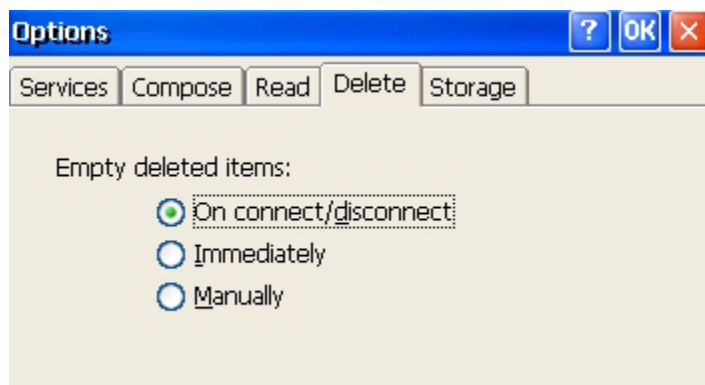 Options ? OK X
Services Compose Read Delete Storage
Empty deleted items:
On connect/disconnect
Immediately
Manually